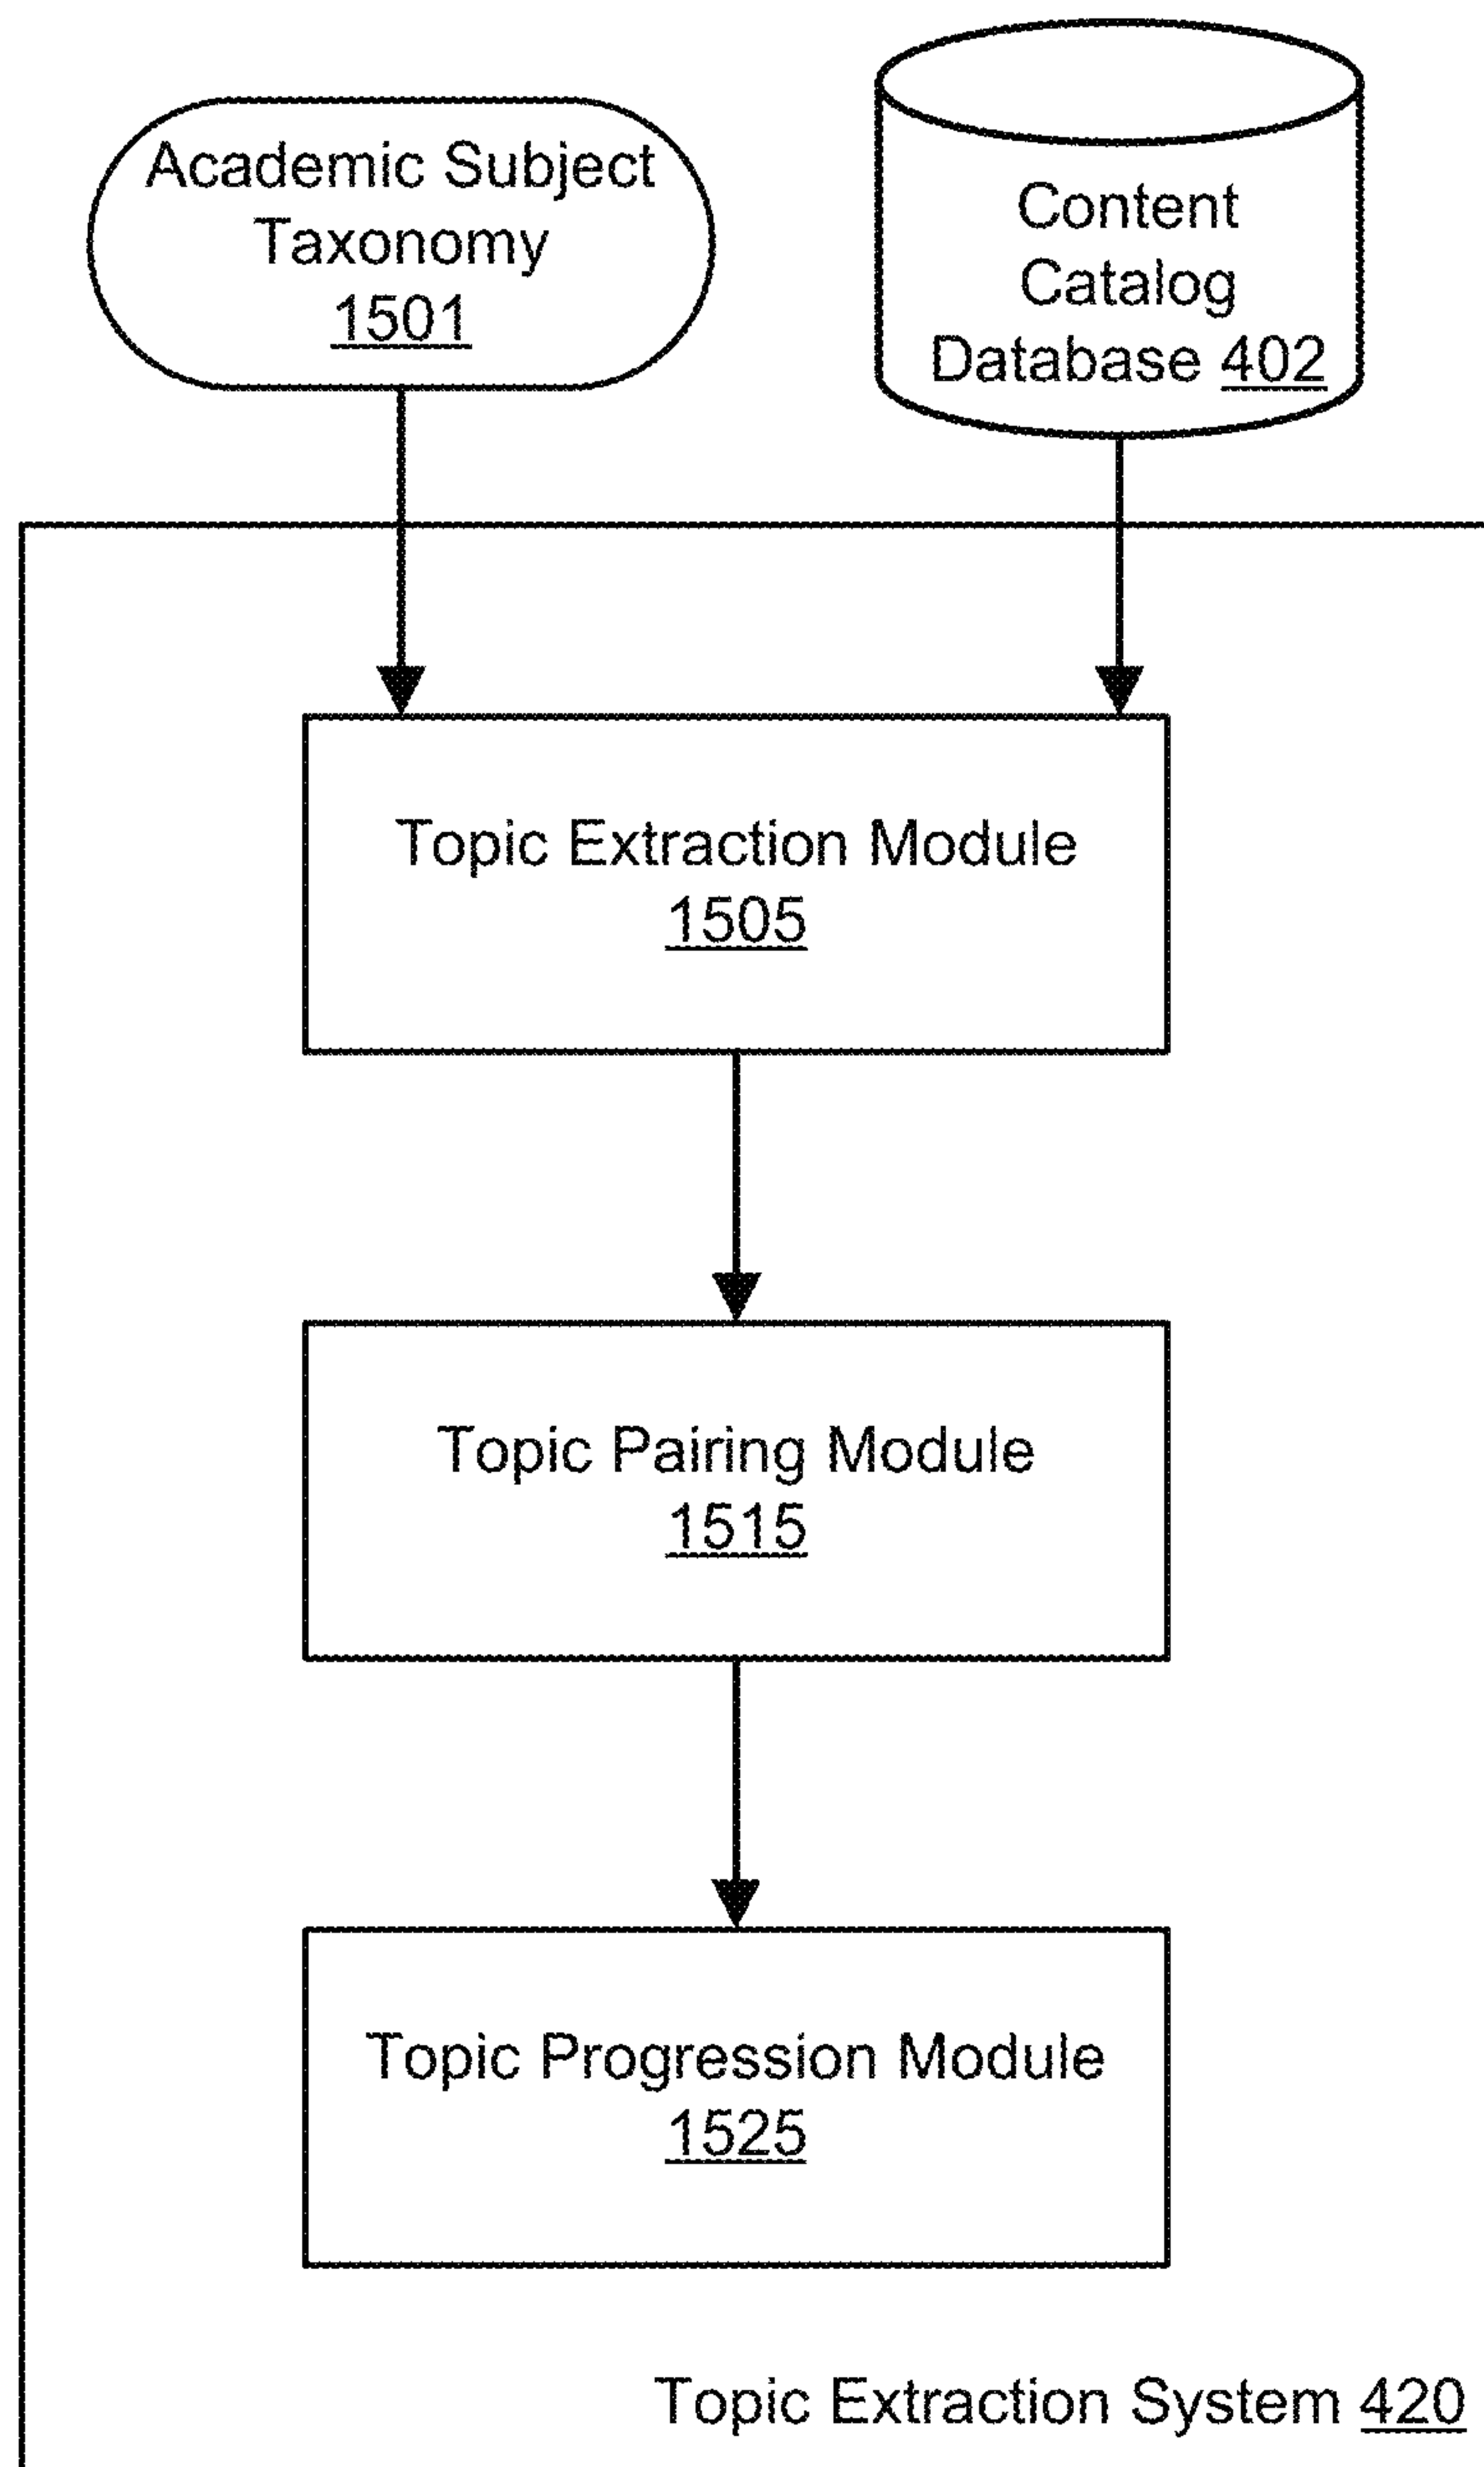 Academic Subject
Taxonomy
1501
Content
Catalog
Database 402
Topic Extraction Module
1505
Topic Pairing Module
1515
Topic Progression Module
1525
Topic Extraction System 420